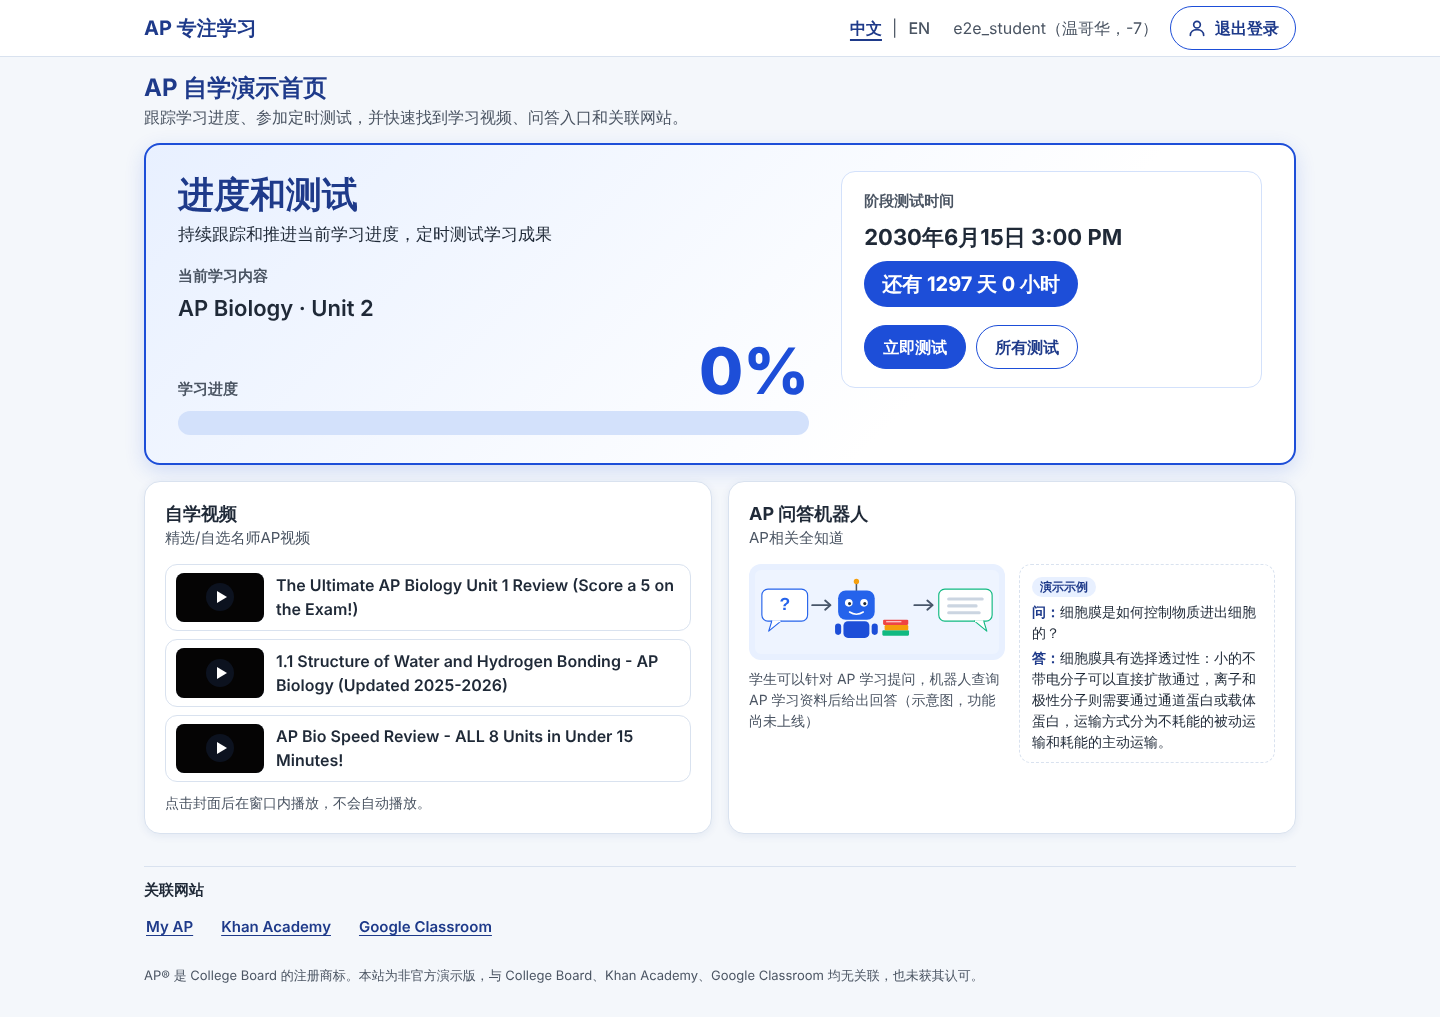 AP 专注学习
中文 | EN e2e_student（温哥华，-7） 退出登录
AP 自学演示首页
跟踪学习进度、参加定时测试，并快速找到学习视频、问答入口和关联网站。
进度和测试
持续跟踪和推进当前学习进度，定时测试学习成果
当前学习内容
AP Biology · Unit 2
学习进度
0%
阶段测试时间
2030年6月15日 3:00 PM
还有 1297 天 0 小时
立即测试 所有测试
自学视频
精选/自选名师AP视频
The Ultimate AP Biology Unit 1 Review (Score a 5 on
the Exam!)
1.1 Structure of Water and Hydrogen Bonding - AP
Biology (Updated 2025-2026)
AP Bio Speed Review - ALL 8 Units in Under 15
Minutes!
点击封面后在窗口内播放，不会自动播放。
AP 问答机器人
AP相关全知道
?
学生可以针对 AP 学习提问，机器人查询
AP 学习资料后给出回答（示意图，功能
尚未上线）
演示示例
问：细胞膜是如何控制物质进出细胞
的？
答：细胞膜具有选择透过性：小的不
带电分子可以直接扩散通过，离子和
极性分子则需要通过通道蛋白或载体
蛋白，运输方式分为不耗能的被动运
输和耗能的主动运输。
关联网站
My AP Khan Academy Google Classroom
AP® 是 College Board 的注册商标。本站为非官方演示版，与 College Board、Khan Academy、Google Classroom 均无关联，也未获其认可。